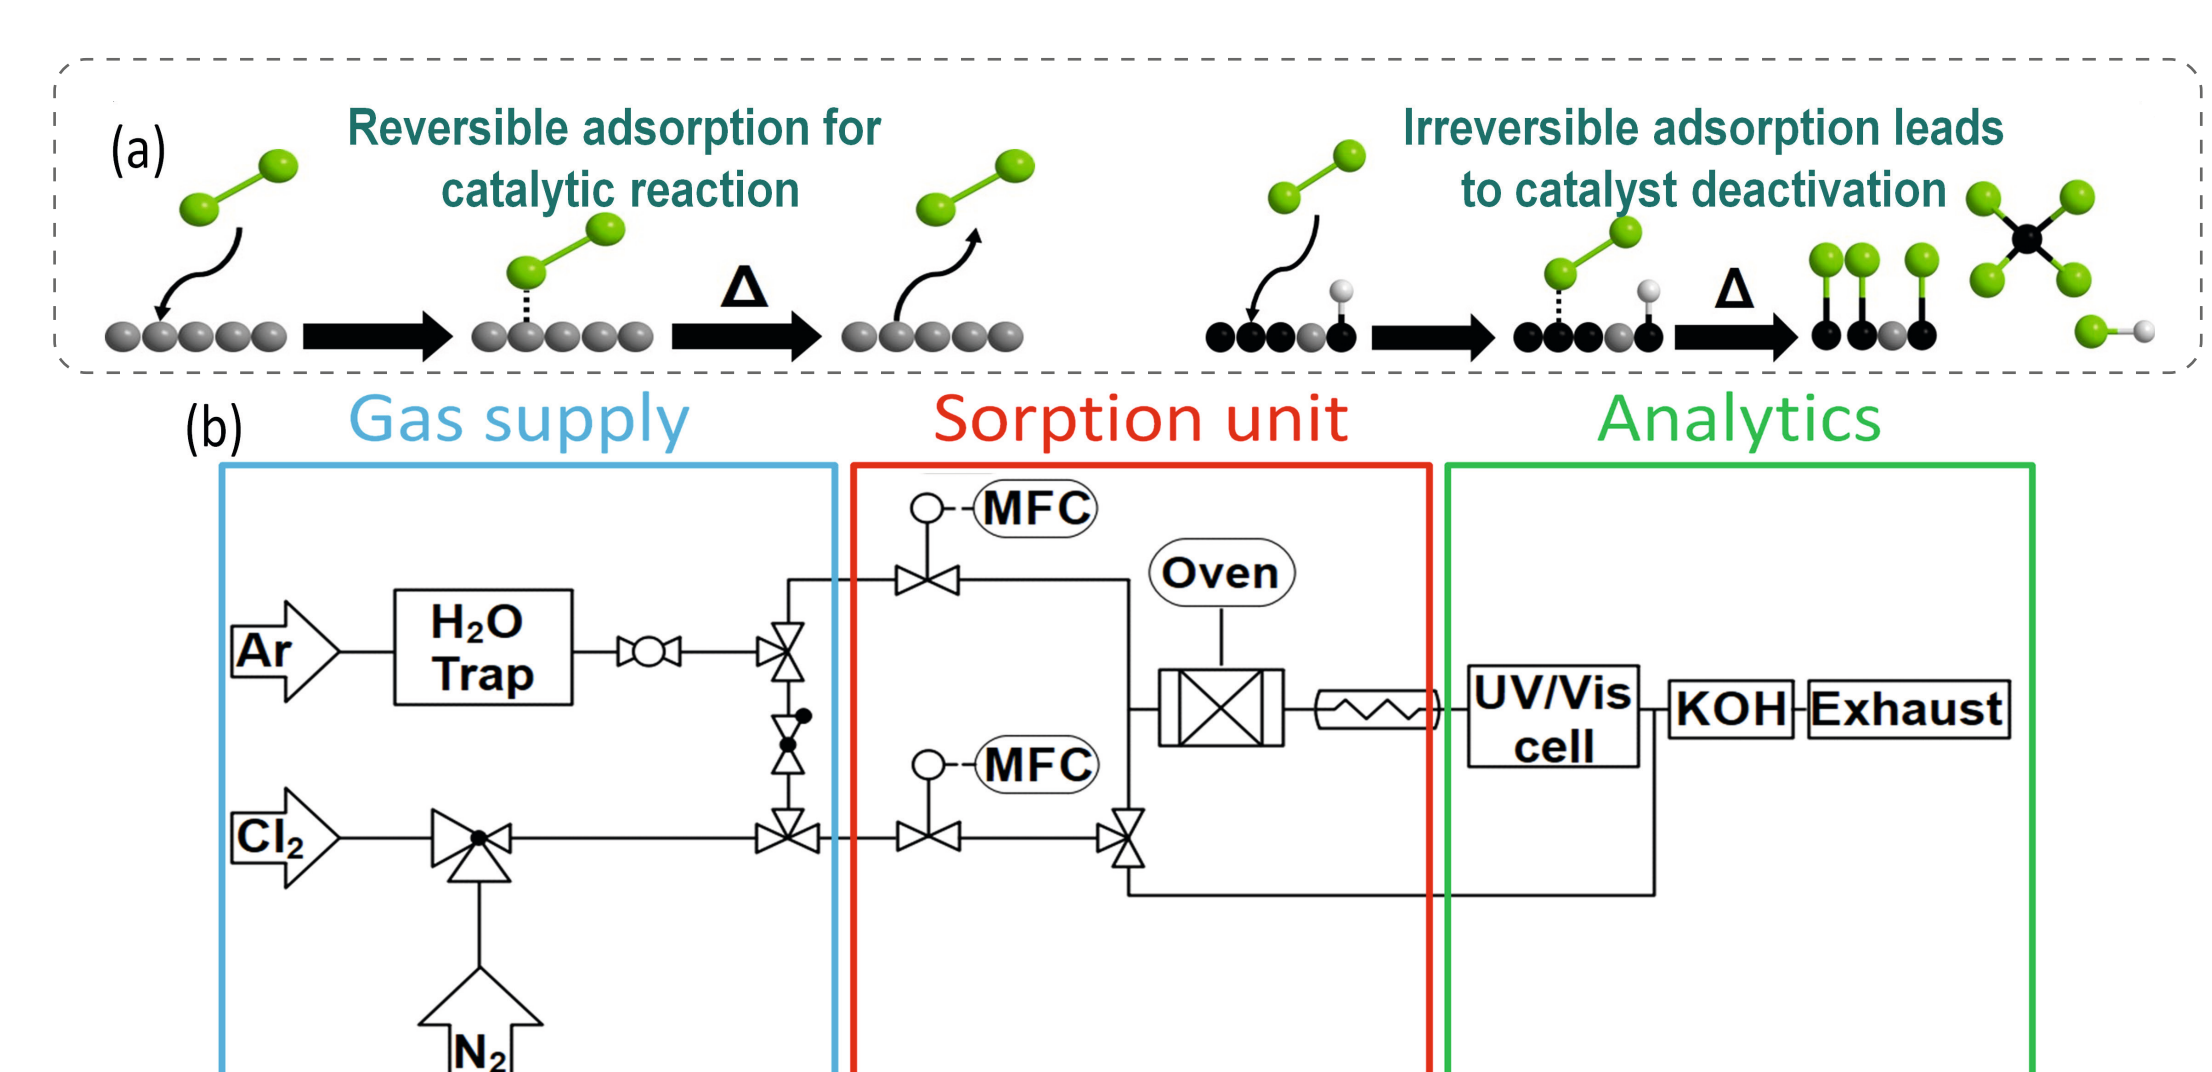 (a)
Reversible adsorption for
catalytic reaction
Δ
Irreversible adsorption leads
to catalyst deactivation
Δ
(b)
Gas supply
Sorption unit
Analytics
MFC
Oven
Ar
H₂O
Trap
UV/Vis
cell
KOH
Exhaust
MFC
Cl₂
N₂